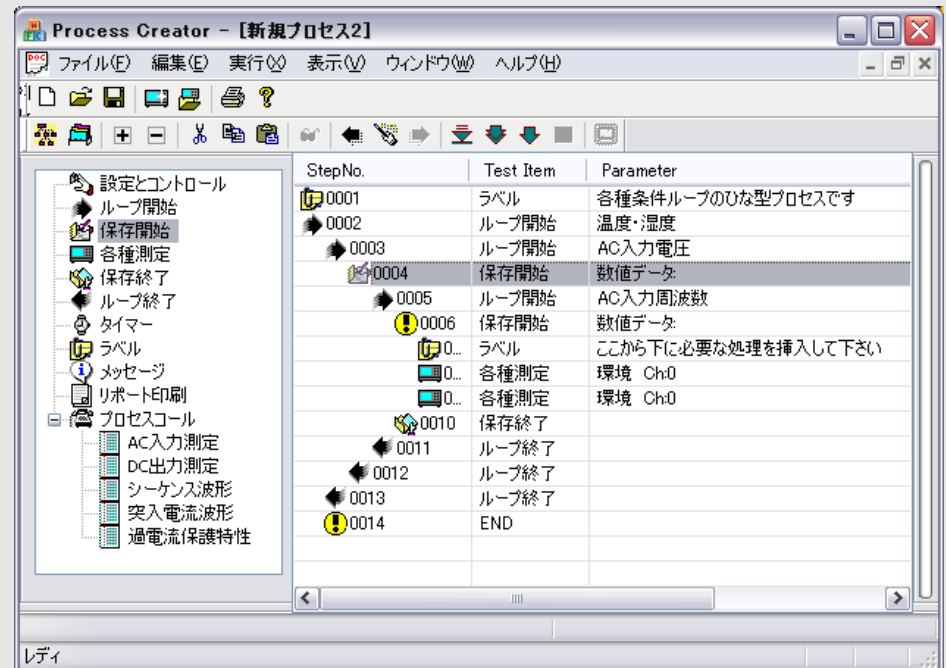 Process Creator - [新規プロセス2]
ファイル(F) 編集(E) 実行(X) 表示(V) ウィンドウ(W) ヘルプ(H)
設定とコントロール
ループ開始
保存開始
各種測定
保存終了
ループ終了
タイマー
ラベル
メッセージ
リポート印刷
プロセスコール
AC入力測定
DC出力測定
シーケンス波形
突入電流波形
過電流保護特性
StepNo. Test Item Parameter
0001 ラベル 各種条件ループのひな型プロセスです
0002 ループ開始 温度・湿度
0003 ループ開始 AC入力電圧
0004 保存開始 数値データ:
0005 ループ開始 AC入力周波数
0006 保存開始 数値データ:
0... ラベル ここから下に必要な処理を挿入して下さい
0... 各種測定 環境 Ch:0
0... 各種測定 環境 Ch:0
0010 保存終了
0011 ループ終了
0012 ループ終了
0013 ループ終了
0014 END
レディ